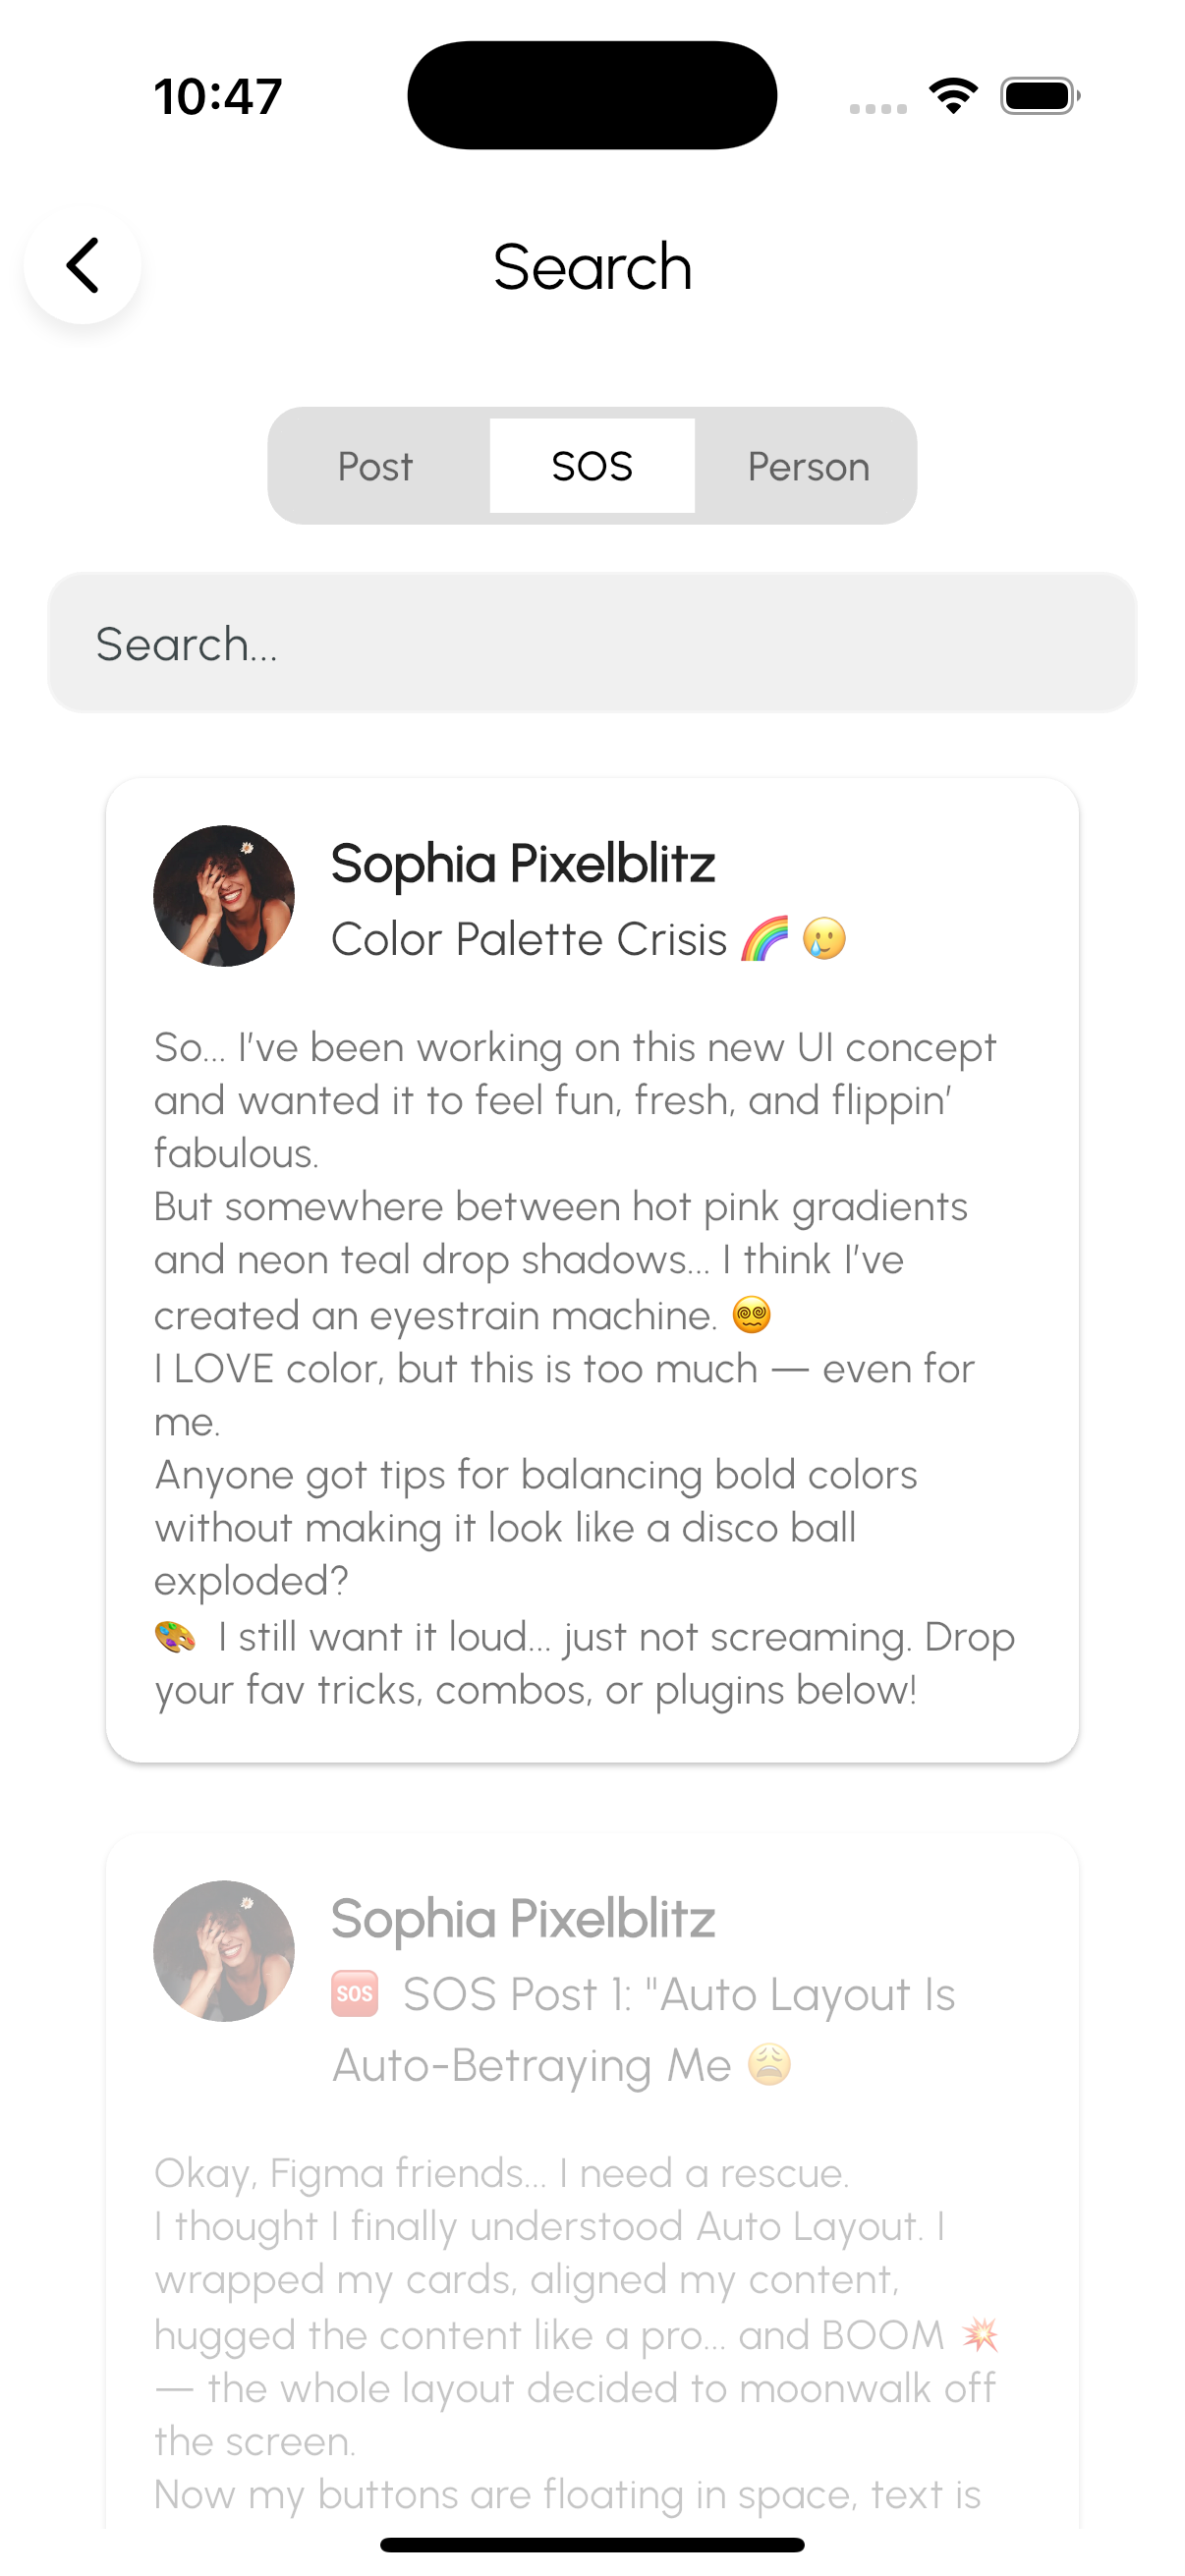 10:47
Search
Post
SOS
Person
Search...
Sophia Pixelblitz
Color Palette Crisis 🌈 🥲
So... I’ve been working on this new UI concept
and wanted it to feel fun, fresh, and flippin’
fabulous.
But somewhere between hot pink gradients
and neon teal drop shadows... I think I’ve
created an eyestrain machine. 😵‍💫
I LOVE color, but this is too much — even for
me.
Anyone got tips for balancing bold colors
without making it look like a disco ball
exploded?
🎨 I still want it loud... just not screaming. Drop
your fav tricks, combos, or plugins below!
Sophia Pixelblitz
🆘 SOS Post 1: "Auto Layout Is
Auto-Betraying Me 😩
Okay, Figma friends... I need a rescue.
I thought I finally understood Auto Layout. I
wrapped my cards, aligned my content,
hugged the content like a pro... and BOOM 💥
— the whole layout decided to moonwalk off
the screen.
Now my buttons are floating in space, text is